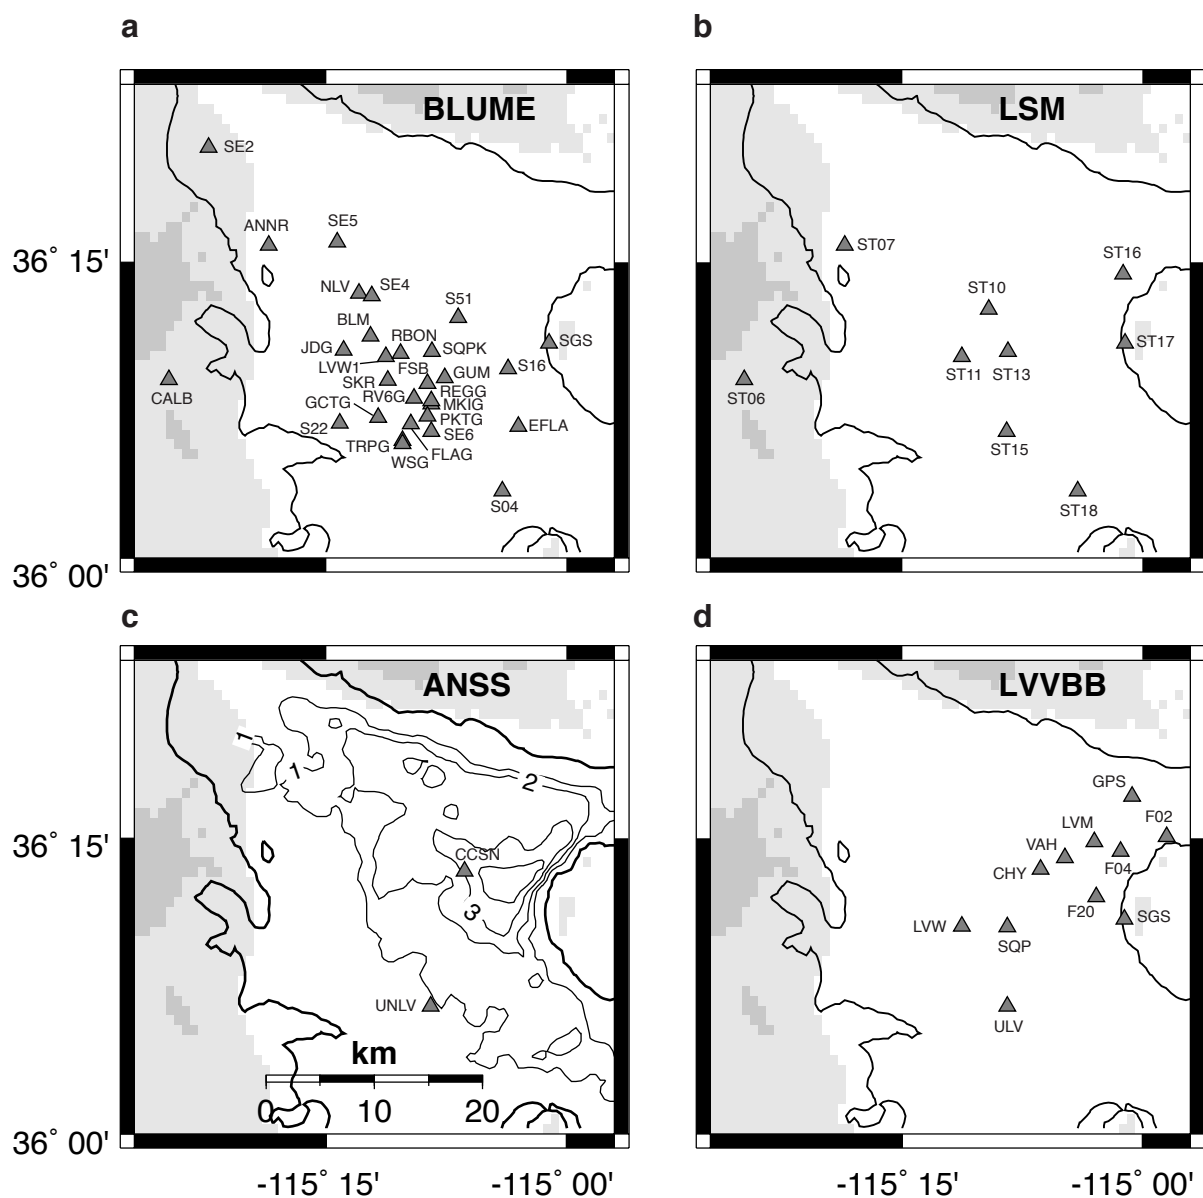 a
BLUME
SE2
ANNR
SE5
36° 15'
NLV
SE4
S51
BLM
RBON
JDG
SQPK
SGS
LVW1
FSB
S16
SKR
GUM
CALB
RV6G
REGG
GCTG
MKIG
S22
PKTG
EFLA
SE6
TRPG
FLAG
WSG
S04
36° 00'
b
LSM
ST07
ST16
ST10
ST17
ST11
ST13
ST06
ST15
ST18
c
ANSS
1
1
2
36° 15'
CCSN
3
UNLV
km
0 10 20
36° 00'
-115° 15' -115° 00'
d
LVVBB
GPS
F02
LVM
VAH
F04
CHY
F20
LVW
SGS
SQP
ULV
-115° 15' -115° 00'